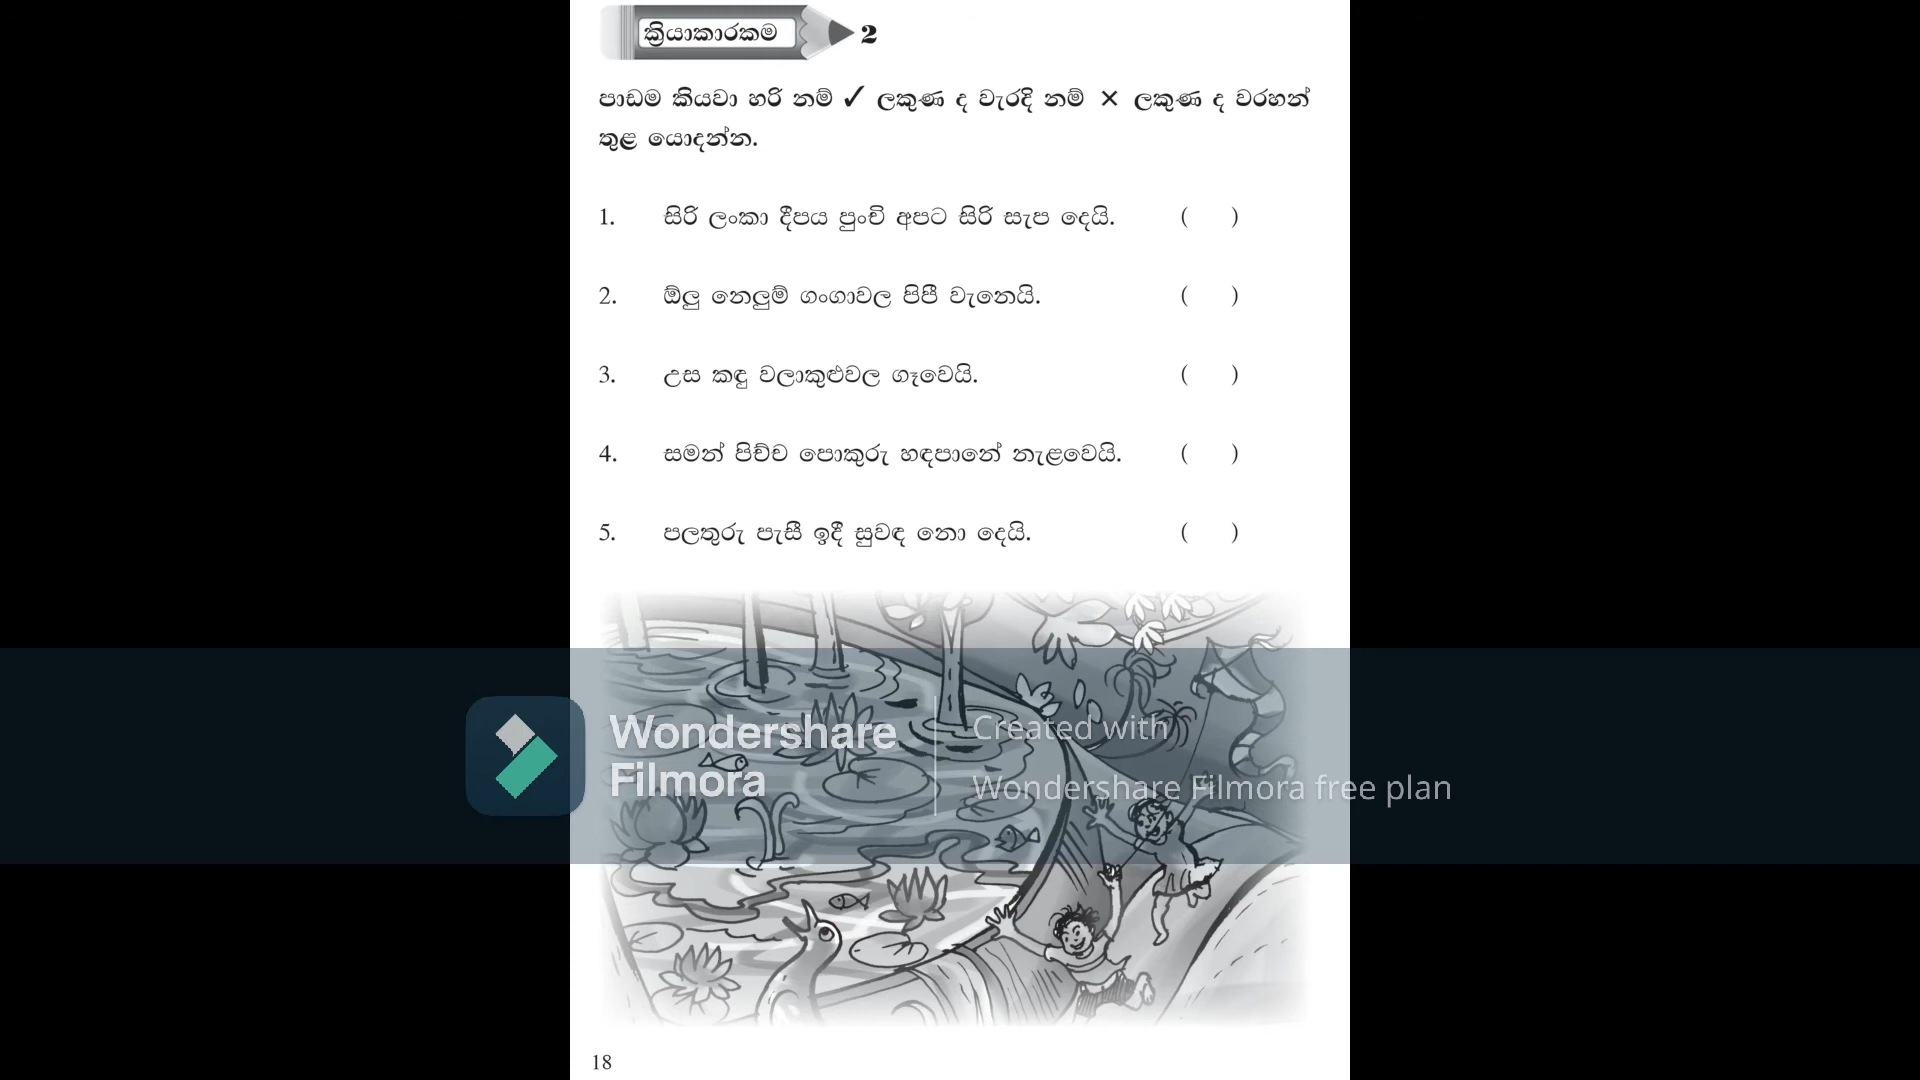 ක්‍රියාකාරකම 2
පාඩම කියවා හරි නම් ✓ ලකුණ ද වැරදි නම් × ලකුණ ද වරහන්
තුළ යොදන්න.
1. සිරි ලංකා දීපය පුංචි අපට සිරි සැප දෙයි. ( )
2. ඕලු නෙලුම් ගංගාවල පිපී වැනෙයි. ( )
3. උස කඳු වලාකුළුවල ගෑවෙයි. ( )
4. සමන් පිච්ච පොකුරු හඳපානේ නැළවෙයි. ( )
5. පලතුරු පැසී ඉදී සුවඳ නො දෙයි. ( )
Wondershare
Filmora
Created with
Wondershare Filmora free plan
18